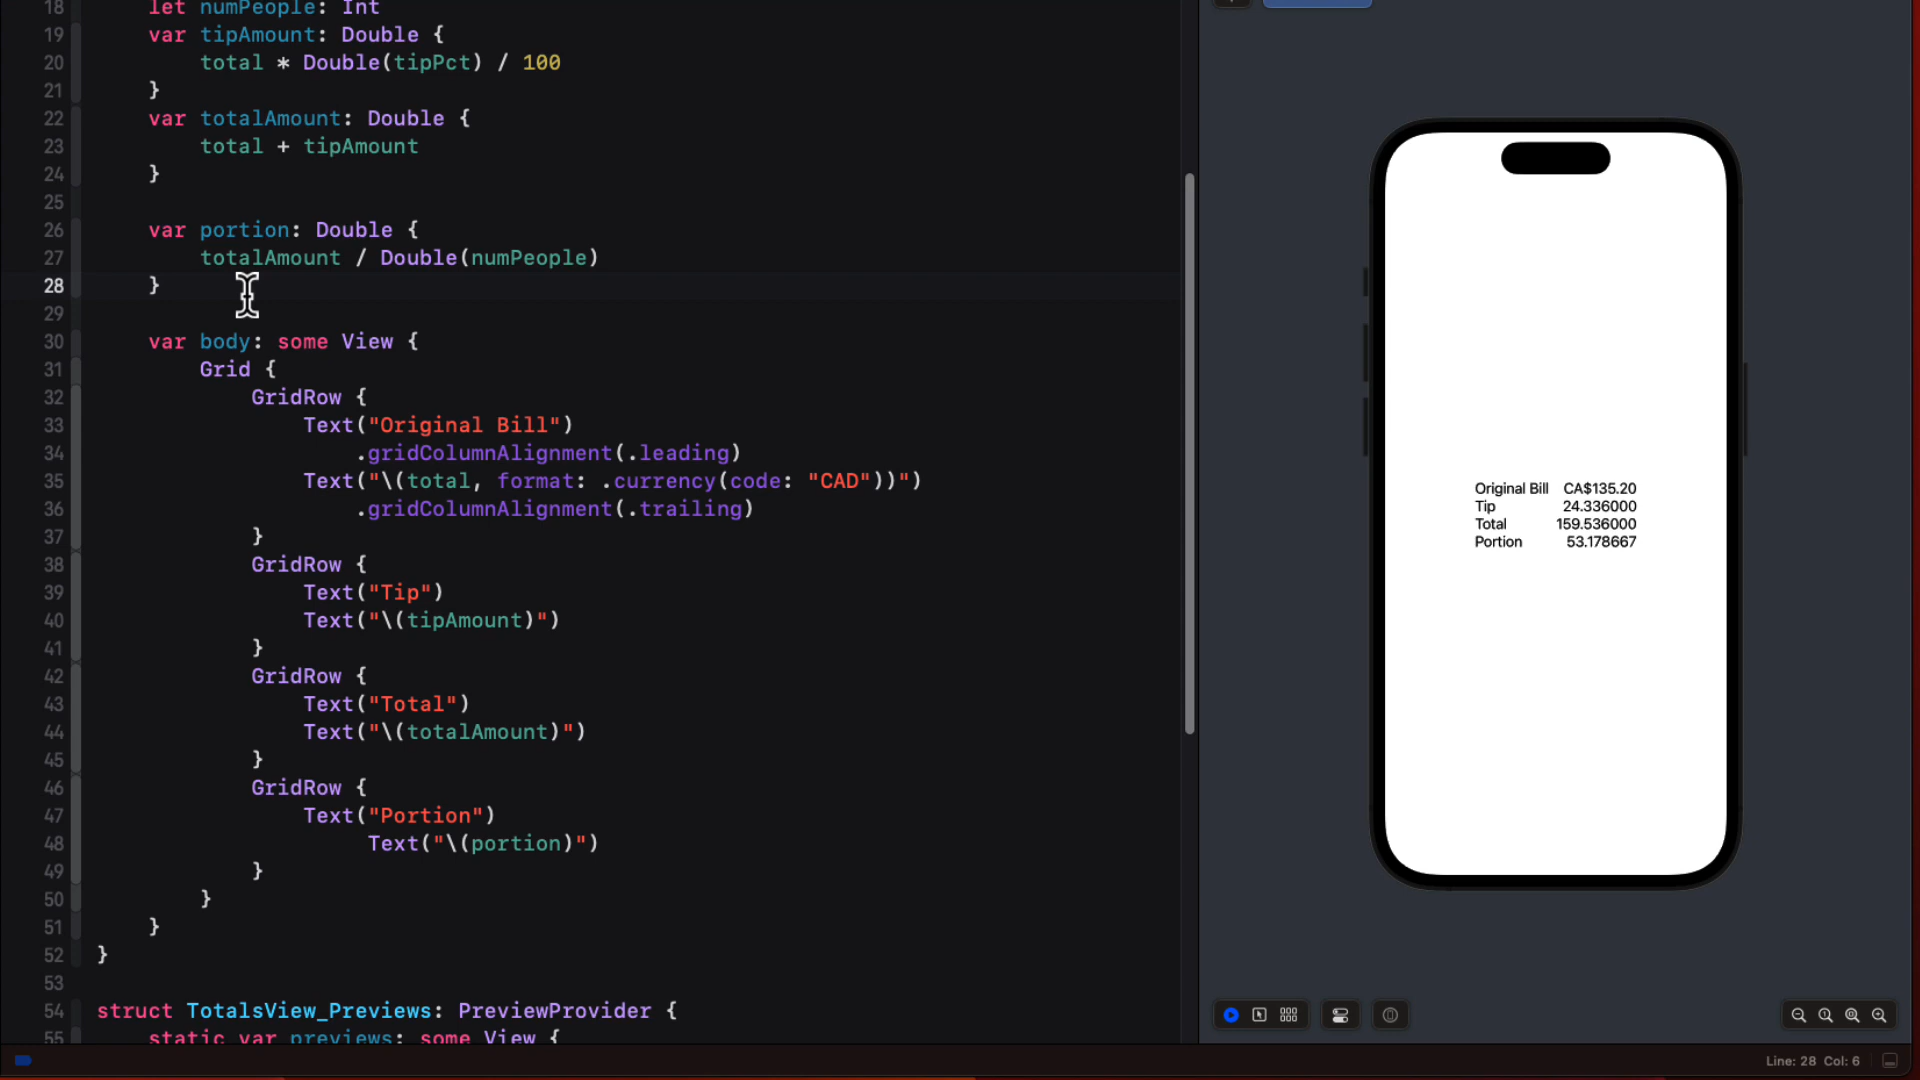 18 let numPeople: Int
19 var tipAmount: Double {
20 total * Double(tipPct) / 100
21 }
22 var totalAmount: Double {
23 total + tipAmount
24 }
25
26 var portion: Double {
27 totalAmount / Double(numPeople)
28 }
29
30 var body: some View {
31 Grid {
32 GridRow {
33 Text("Original Bill")
34 .gridColumnAlignment(.leading)
35 Text("\(total, format: .currency(code: "CAD"))")
36 .gridColumnAlignment(.trailing)
37 }
38 GridRow {
39 Text("Tip")
40 Text("\(tipAmount)")
41 }
42 GridRow {
43 Text("Total")
44 Text("\(totalAmount)")
45 }
46 GridRow {
47 Text("Portion")
48 Text("\(portion)")
49 }
50 }
51 }
52 }
53
54 struct TotalsView_Previews: PreviewProvider {
55 static var previews: some View {
Original Bill CA$135.20
Tip 24.336000
Total 159.536000
Portion 53.178667
Line: 28 Col: 6